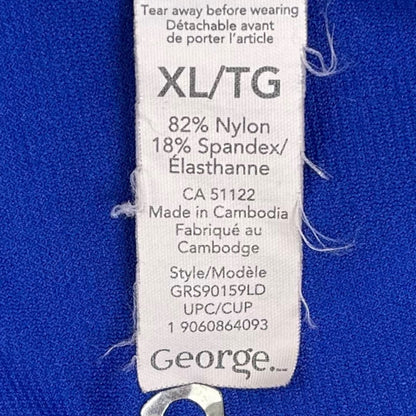 Tear away before wearing
Détachable avant
de porter l'article
XL/TG
82% Nylon
18% Spandex/
Élasthanne
CA 51122
Made in Cambodia
Fabriqué au
Cambodge
Style/Modèle
GRS90159LD
UPC/CUP
1 9060864093
George.